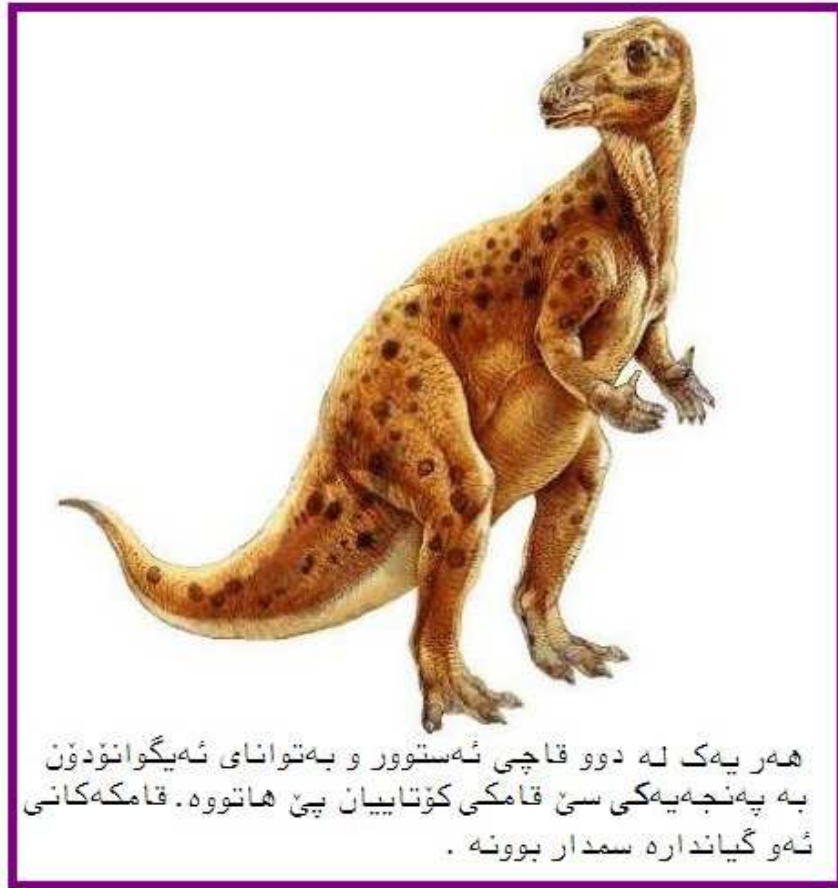 هەر یەک لە دوو قاچی ئەستوور و بەتوانای ئەیگوانۆدۆن
بە پەنجەیەکی سێ قامکی کۆتاییان پێ هاتووە. قامکەکانی
ئەو گیاندارە سمدار بوونە .